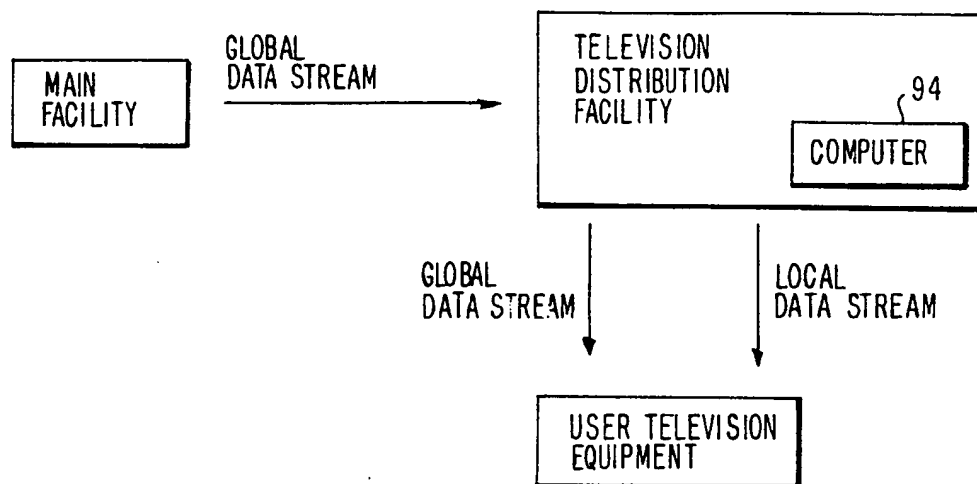 MAIN
FACILITY
GLOBAL
DATA STREAM
TELEVISION
DISTRIBUTION
FACILITY
94
COMPUTER
GLOBAL
DATA STREAM
LOCAL
DATA STREAM
USER TELEVISION
EQUIPMENT